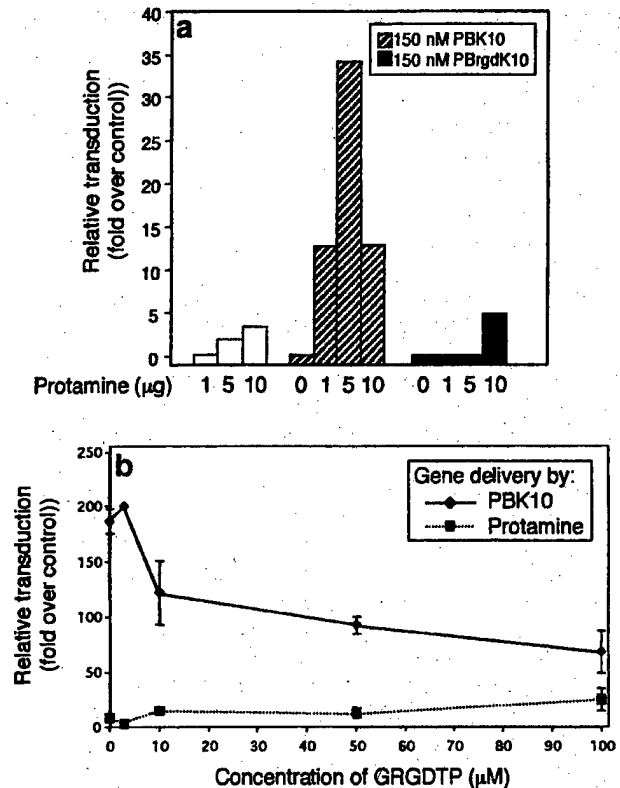 a
40
35
30
25
20
15
10
5
0
Relative transduction
(fold over control))
150 nM PBK10
150 nM PBrgdK10
Protamine (μg) 1 5 10 0 1 5 10 0 1 5 10
b
250
200
150
100
50
0
Relative transduction
(fold over control))
Gene delivery by:
PBK10
Protamine
0 10 20 30 40 50 60 70 80 90 100
Concentration of GRGDTP (μM)